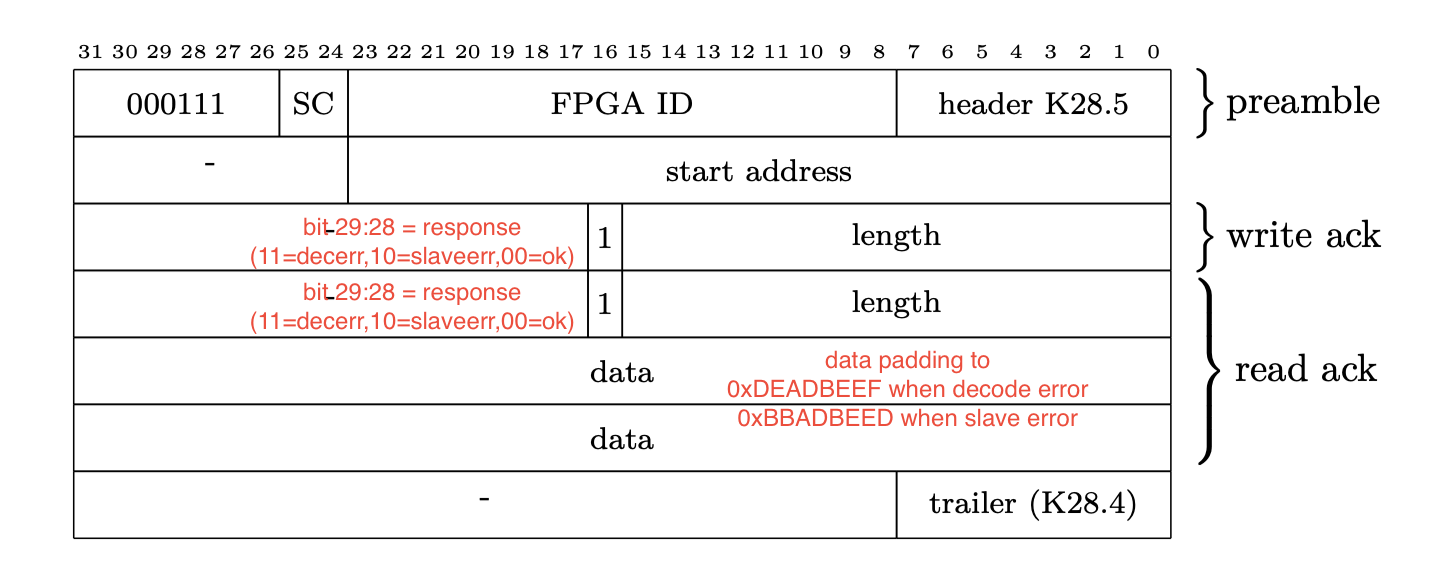 31 30 29 28 27 26 25 24 23 22 21 20 19 18 17 16 15 14 13 12 11 10 9 8 7 6 5 4 3 2 1 0
000111 SC FPGA ID header K28.5 } preamble
- start address
- bit 29:28 = response
(11=decerr,10=slaveerr,00=ok)
1 length } write ack
- bit 29:28 = response
(11=decerr,10=slaveerr,00=ok)
1 length
data
data padding to
0xDEADBEEF when decode error
0xBBADBEED when slave error
data
} read ack
- trailer (K28.4)